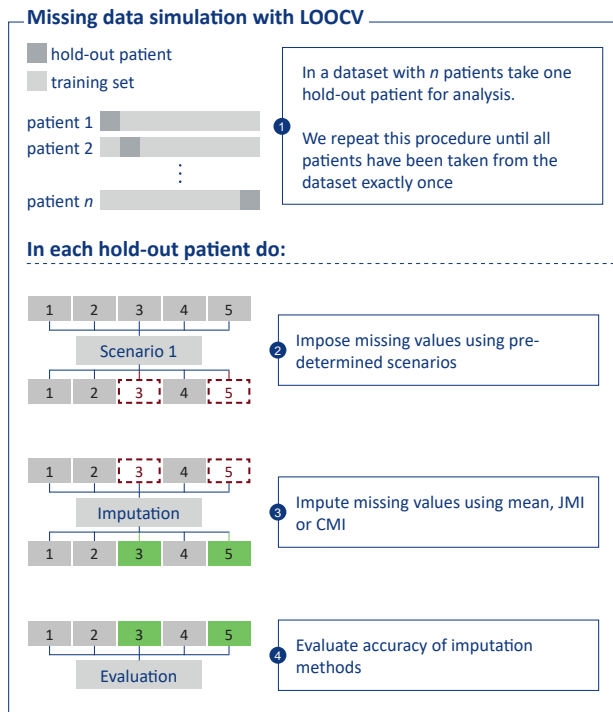 Missing data simulation with LOOCV
hold-out patient
training set
patient 1
patient 2
⋮
patient n
1
In a dataset with n patients take one
hold-out patient for analysis.
We repeat this procedure until all
patients have been taken from the
dataset exactly once
In each hold-out patient do:
1 2 3 4 5
Scenario 1
1 2 3 4 5
2
Impose missing values using pre-
determined scenarios
1 2 3 4 5
Imputation
1 2 3 4 5
3
Impute missing values using mean, JMI
or CMI
1 2 3 4 5
Evaluation
4
Evaluate accuracy of imputation
methods